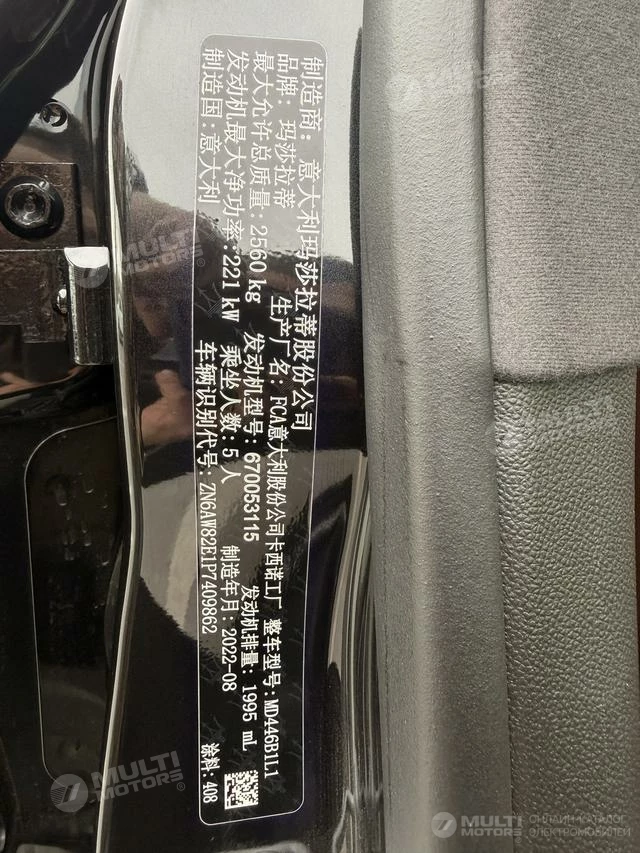 制造商: 意大利玛莎拉蒂股份公司
品牌: 玛莎拉蒂 生产厂名: FCA意大利股份公司卡西诺工厂 整车型号: MD446B1L1
最大允许总质量: 2560 kg 发动机型号: 670053115 发动机排量: 1995 mL
发动机最大净功率: 221 kW 乘坐人数: 5 人 制造年月: 2022-08
制造国: 意大利 车辆识别代号: ZN6AW82E1P7409862 涂料: 408
MULTI
MOTORS®
MULTI
MOTORS®
MULTI
MOTORS
ОНЛАЙН-КАТАЛОГ
ЭЛЕКТРОМОБИЛЕЙ